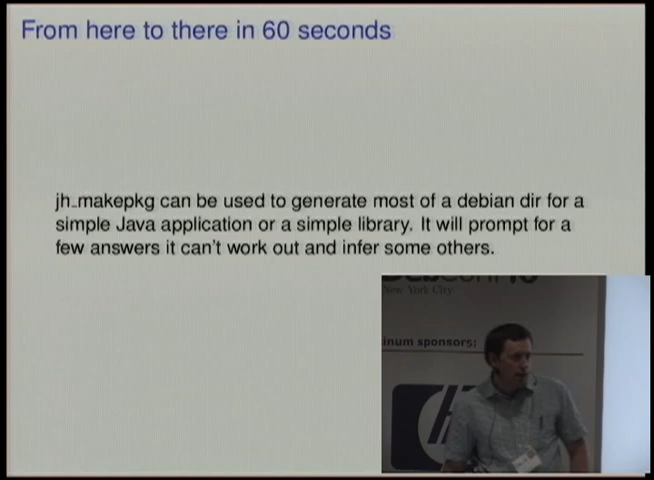 From here to there in 60 seconds
jh_makepkg can be used to generate most of a debian dir for a
simple Java application or a simple library. It will prompt for a
few answers it can't work out and infer some others.
New York City
inum sponsors: